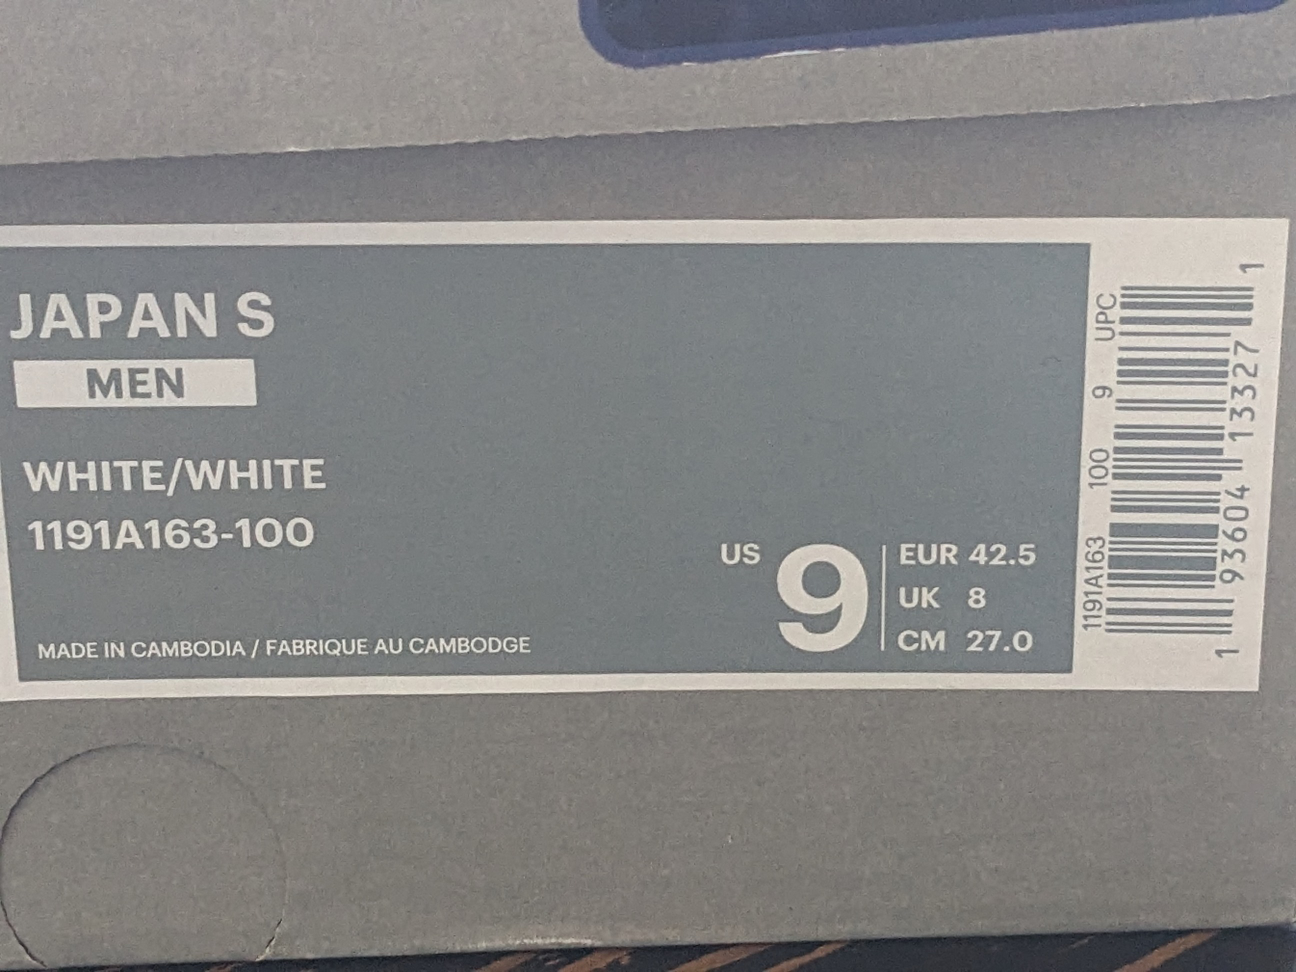 JAPAN S
MEN
WHITE/WHITE
1191A163-100
MADE IN CAMBODIA / FABRIQUE AU CAMBODGE
US 9
EUR 42.5
UK 8
CM 27.0
1191A163 100 9 UPC
1 93604 13327 1